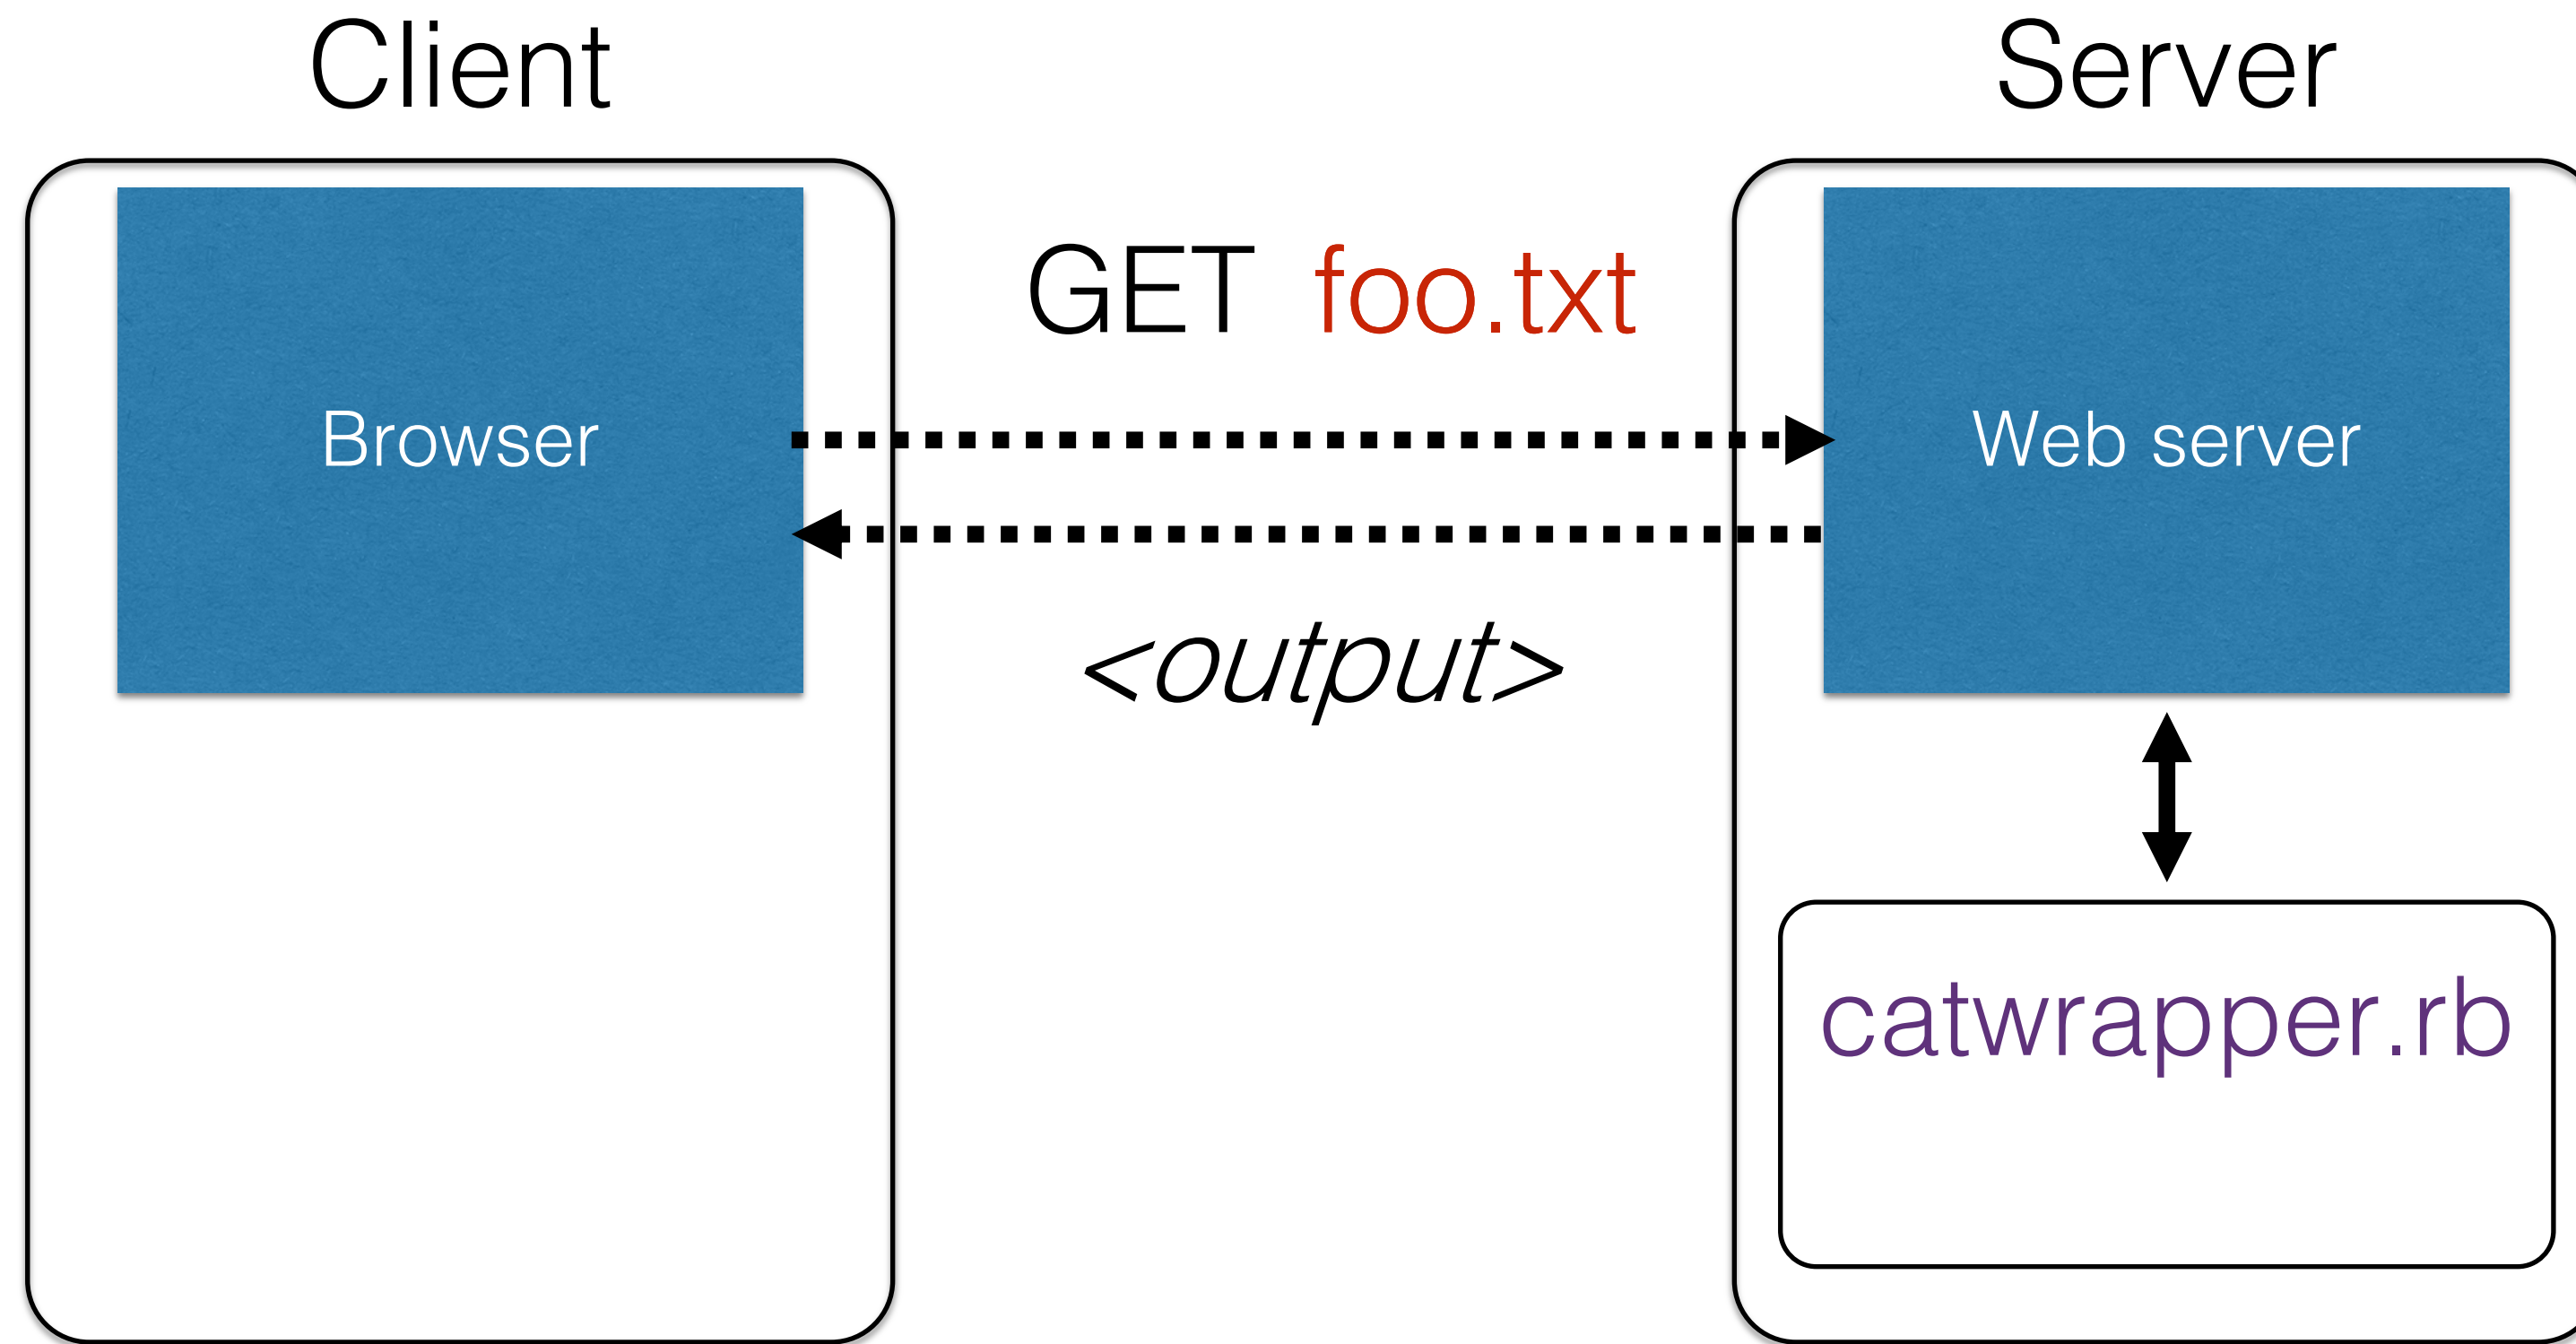 Client
Server
GET foo.txt
Browser
Web server
<output>
catwrapper.rb